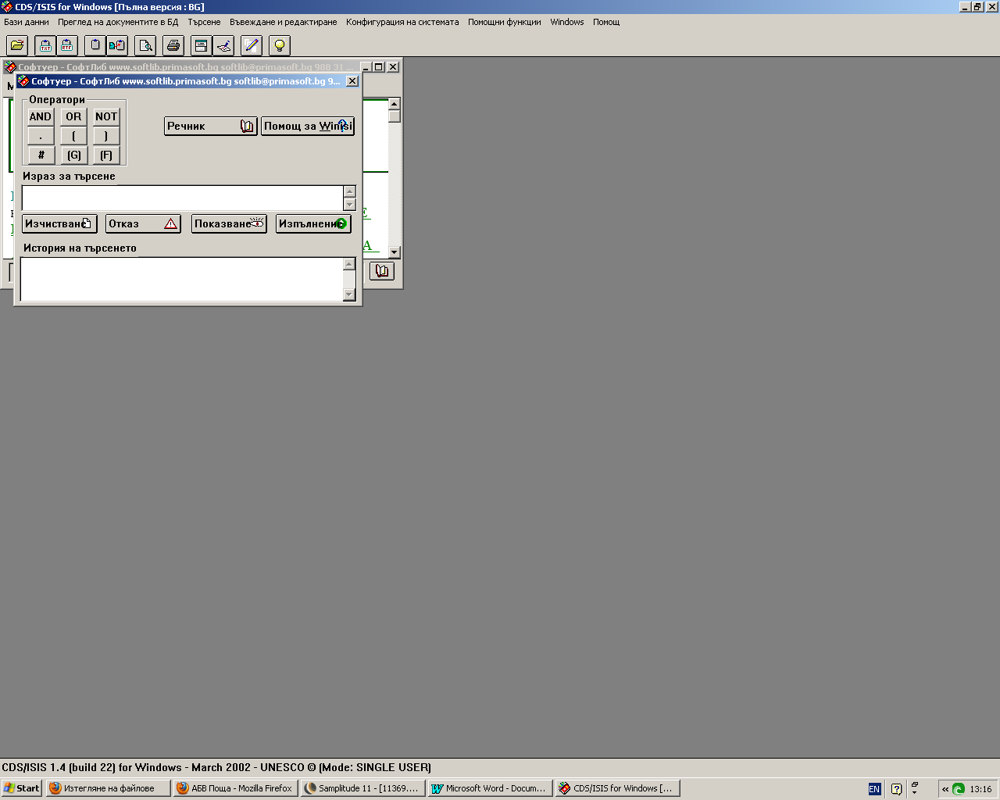 CDS/ISIS for Windows [Пълна версия : BG]
Бази данни Преглед на документите в БД Търсене Въвеждане и редактиране Конфигурация на системата Помощни функции Windows Помощ
TXT RTF
Софтуер - СофтЛиб www.softlib.primasoft.bg softlib@primasoft.bg 988 31 ...
Софтуер - СофтЛиб www.softlib.primasoft.bg softlib@primasoft.bg 9...
Оператори
AND OR NOT
. ( )
# (G) (F)
Речник Помощ за Winisi
Израз за търсене
Изчистване Отказ Показване Изпълнение
История на търсенето
Е
А
CDS/ISIS 1.4 (build 22) for Windows - March 2002 - UNESCO © (Mode: SINGLE USER)
Start Изтегляне на файлове АБВ Поща - Mozilla Firefox Samplitude 11 - [11369.... Microsoft Word - Docum... CDS/ISIS for Windows [... EN « 13:16